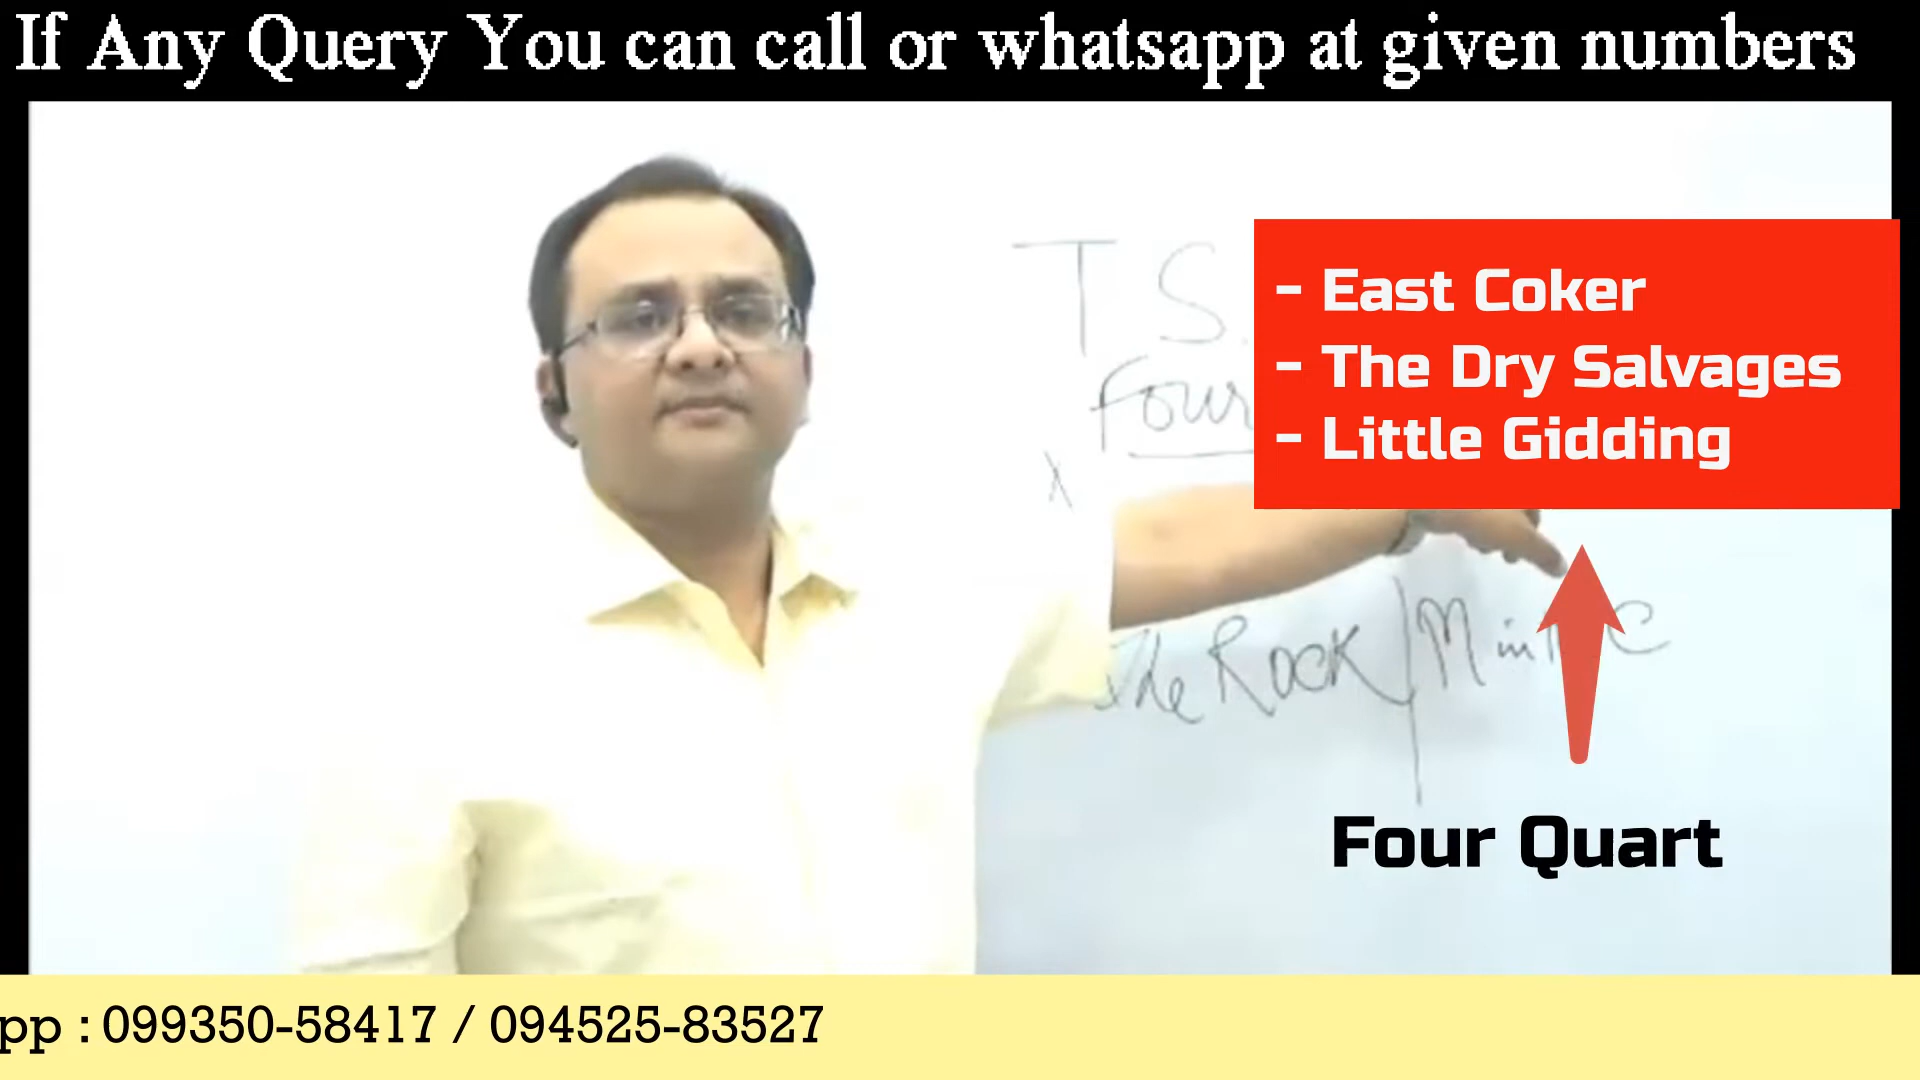 If Any Query You can call or whatsapp at given numbers
T S.
- East Coker
- The Dry Salvages
- Little Gidding
Four
The Rock
Four Quart
pp : 099350-58417 / 094525-83527